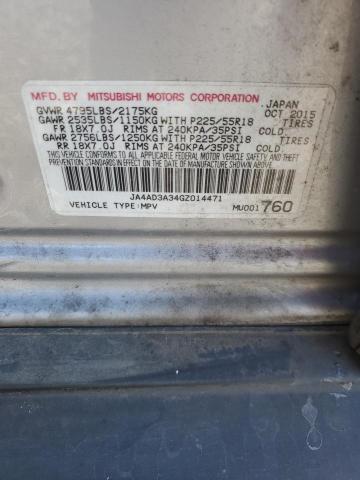 MFD. BY MITSUBISHI MOTORS CORPORATION JAPAN
GVWR 4795LBS/2175KG OCT 2015
GAWR 2535LBS/1150KG WITH P225/55R18 TIRES
FR 18X7.0J RIMS AT 240KPA/35PSI COLD
GAWR 2756LBS/1250KG WITH P225/55R18 TIRES
RR 18X7.0J RIMS AT 240KPA/35PSI COLD
THIS VEHICLE CONFORMS TO ALL APPLICABLE
FEDERAL MOTOR VEHICLE SAFETY AND THEFT
PREVENTION STANDARDS IN EFFECT ON THE
DATE OF MANUFACTURE SHOWN ABOVE.
JA4AD3A34GZ014471
VEHICLE TYPE:MPV MU001760